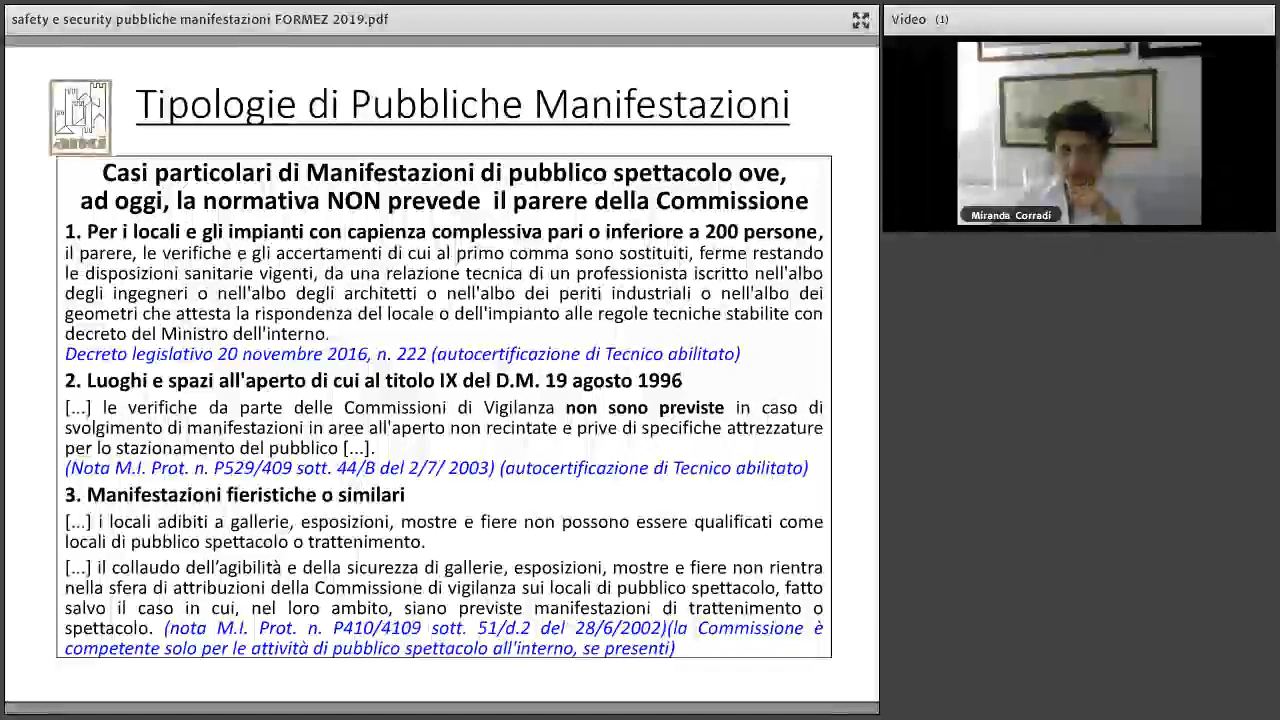 safety e security pubbliche manifestazioni FORMEZ 2019.pdf
Video (1)
anci
Tipologie di Pubbliche Manifestazioni
Casi particolari di Manifestazioni di pubblico spettacolo ove,
ad oggi, la normativa NON prevede il parere della Commissione
1. Per i locali e gli impianti con capienza complessiva pari o inferiore a 200 persone,
il parere, le verifiche e gli accertamenti di cui al primo comma sono sostituiti, ferme restando
le disposizioni sanitarie vigenti, da una relazione tecnica di un professionista iscritto nell'albo
degli ingegneri o nell'albo degli architetti o nell'albo dei periti industriali o nell'albo dei
geometri che attesta la rispondenza del locale o dell'impianto alle regole tecniche stabilite con
decreto del Ministro dell'interno.
Decreto legislativo 20 novembre 2016, n. 222 (autocertificazione di Tecnico abilitato)
2. Luoghi e spazi all'aperto di cui al titolo IX del D.M. 19 agosto 1996
[...] le verifiche da parte delle Commissioni di Vigilanza non sono previste in caso di
svolgimento di manifestazioni in aree all'aperto non recintate e prive di specifiche attrezzature
per lo stazionamento del pubblico [...].
(Nota M.I. Prot. n. P529/409 sott. 44/B del 2/7/ 2003) (autocertificazione di Tecnico abilitato)
3. Manifestazioni fieristiche o similari
[...] i locali adibiti a gallerie, esposizioni, mostre e fiere non possono essere qualificati come
locali di pubblico spettacolo o trattenimento.
[...] il collaudo dell’agibilità e della sicurezza di gallerie, esposizioni, mostre e fiere non rientra
nella sfera di attribuzioni della Commissione di vigilanza sui locali di pubblico spettacolo, fatto
salvo il caso in cui, nel loro ambito, siano previste manifestazioni di trattenimento o
spettacolo. (nota M.I. Prot. n. P410/4109 sott. 51/d.2 del 28/6/2002)(la Commissione è
competente solo per le attività di pubblico spettacolo all'interno, se presenti)
Miranda Corradi